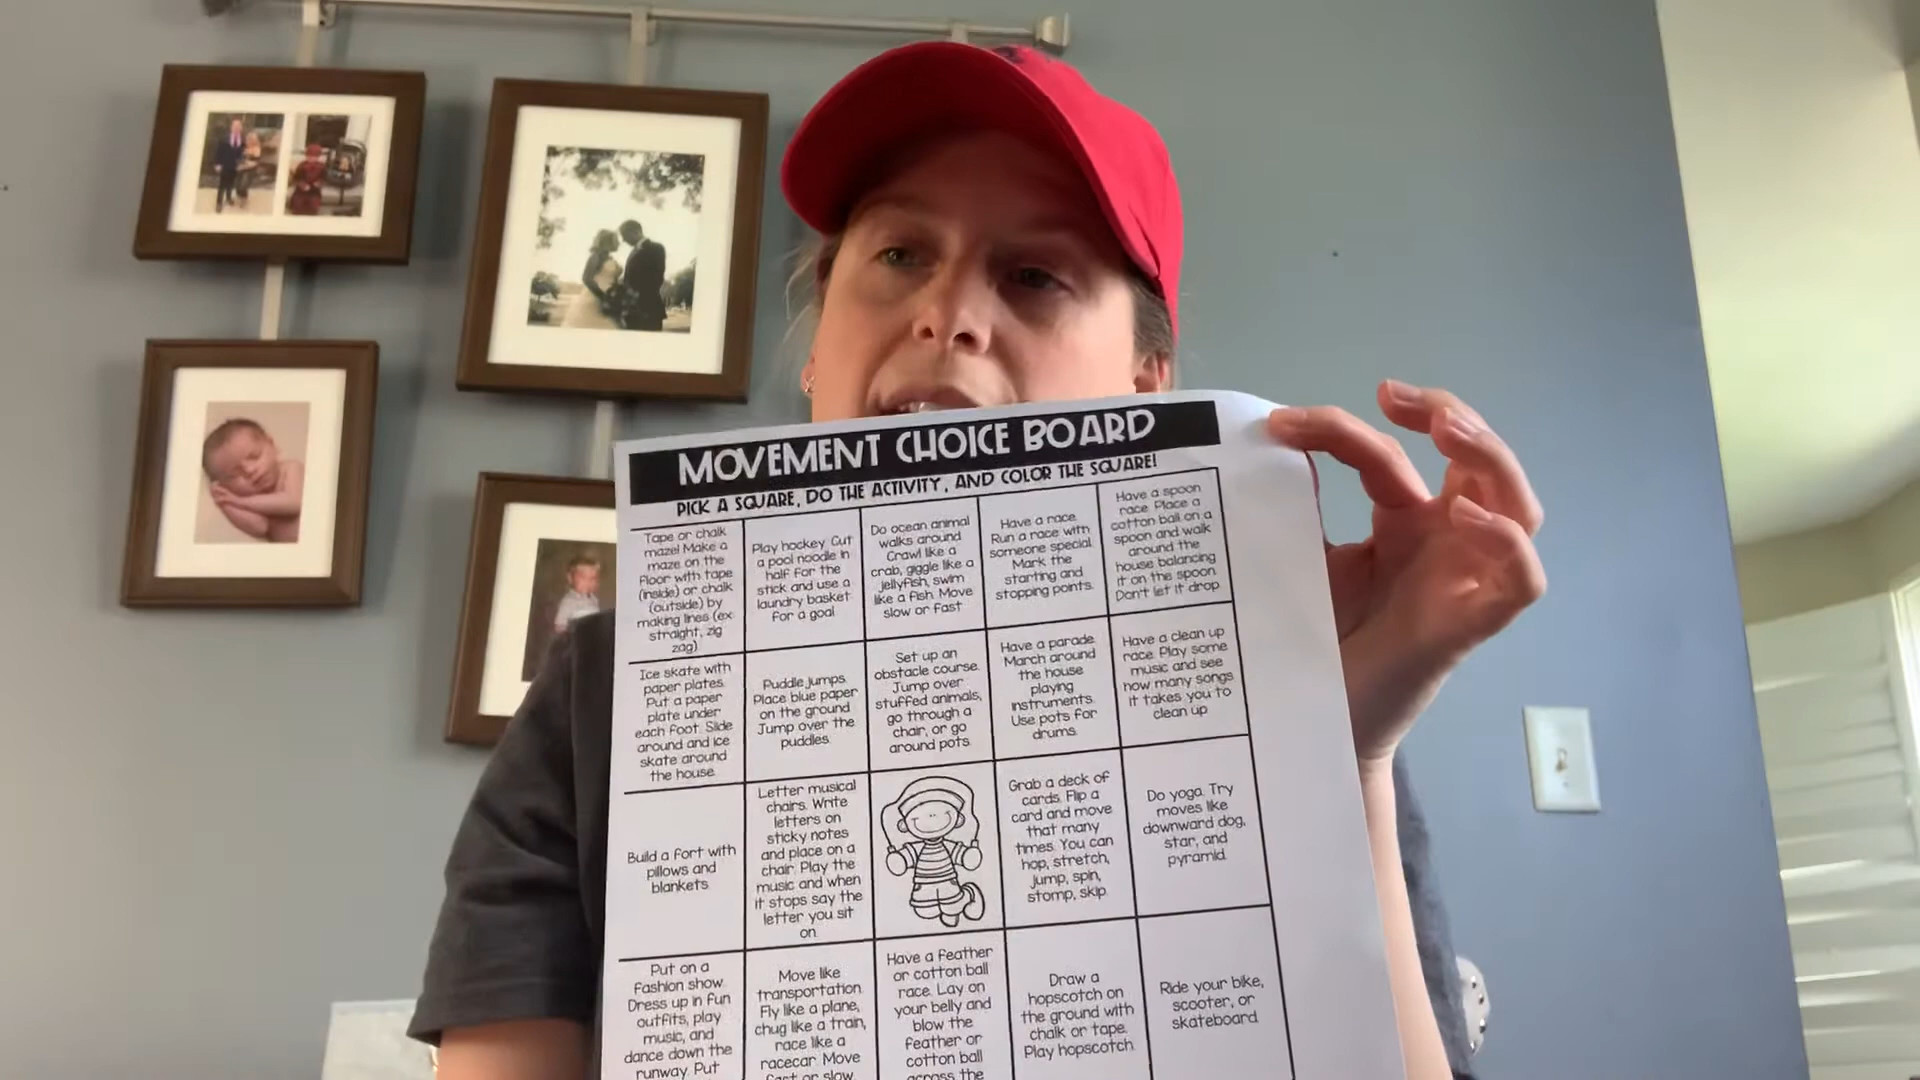 MOVEMENT CHOICE BOARD
PICK A SQUARE, DO THE ACTIVITY, AND COLOR THE SQUARE!
Tape or chalk
maze! Make a
maze on the
floor with tape
(inside) or chalk
(outside) by
making lines (ex
straight, zig
zag)
Play hockey. Cut
a pool noodle in
half for the
stick and use a
laundry basket
for a goal
Do ocean animal
walks around
Crawl like a
crab, giggle like a
jellyfish, swim
like a fish. Move
slow or fast
Have a race
Run a race with
someone special
Mark the
starting and
stopping points.
Have a spoon
race. Place a
cotton ball on a
spoon and walk
around the
house balancing
it on the spoon
Don't let it drop
Ice skate with
paper plates.
Put a paper
plate under
each foot. Slide
around and ice
skate around
the house.
Puddle jumps.
Place blue paper
on the ground
Jump over the
puddles.
Set up an
obstacle course.
Jump over
stuffed animals,
go through a
chair, or go
around pots
Have a parade.
March around
the house
playing
instruments.
Use pots for
drums.
Have a clean up
race. Play some
music and see
how many songs
it takes you to
clean up
Build a fort with
pillows and
blankets
Letter musical
chairs. Write
letters on
sticky notes
and place on a
chair. Play the
music and when
it stops say the
letter you sit
on.
Grab a deck of
cards. Flip a
card and move
that many
times. You can
hop, stretch,
jump, spin,
stomp, skip
Do yoga. Try
moves like
downward dog,
star, and
pyramid.
Put on a
fashion show.
Dress up in fun
outfits, play
music, and
dance down the
runway. Put
Move like
transportation.
Fly like a plane,
chug like a train,
race like a
racecar. Move
fast or slow
Have a feather
or cotton ball
race. Lay on
your belly and
blow the
feather or
cotton ball
across the
Draw a
hopscotch on
the ground with
chalk or tape.
Play hopscotch
Ride your bike,
scooter, or
skateboard.